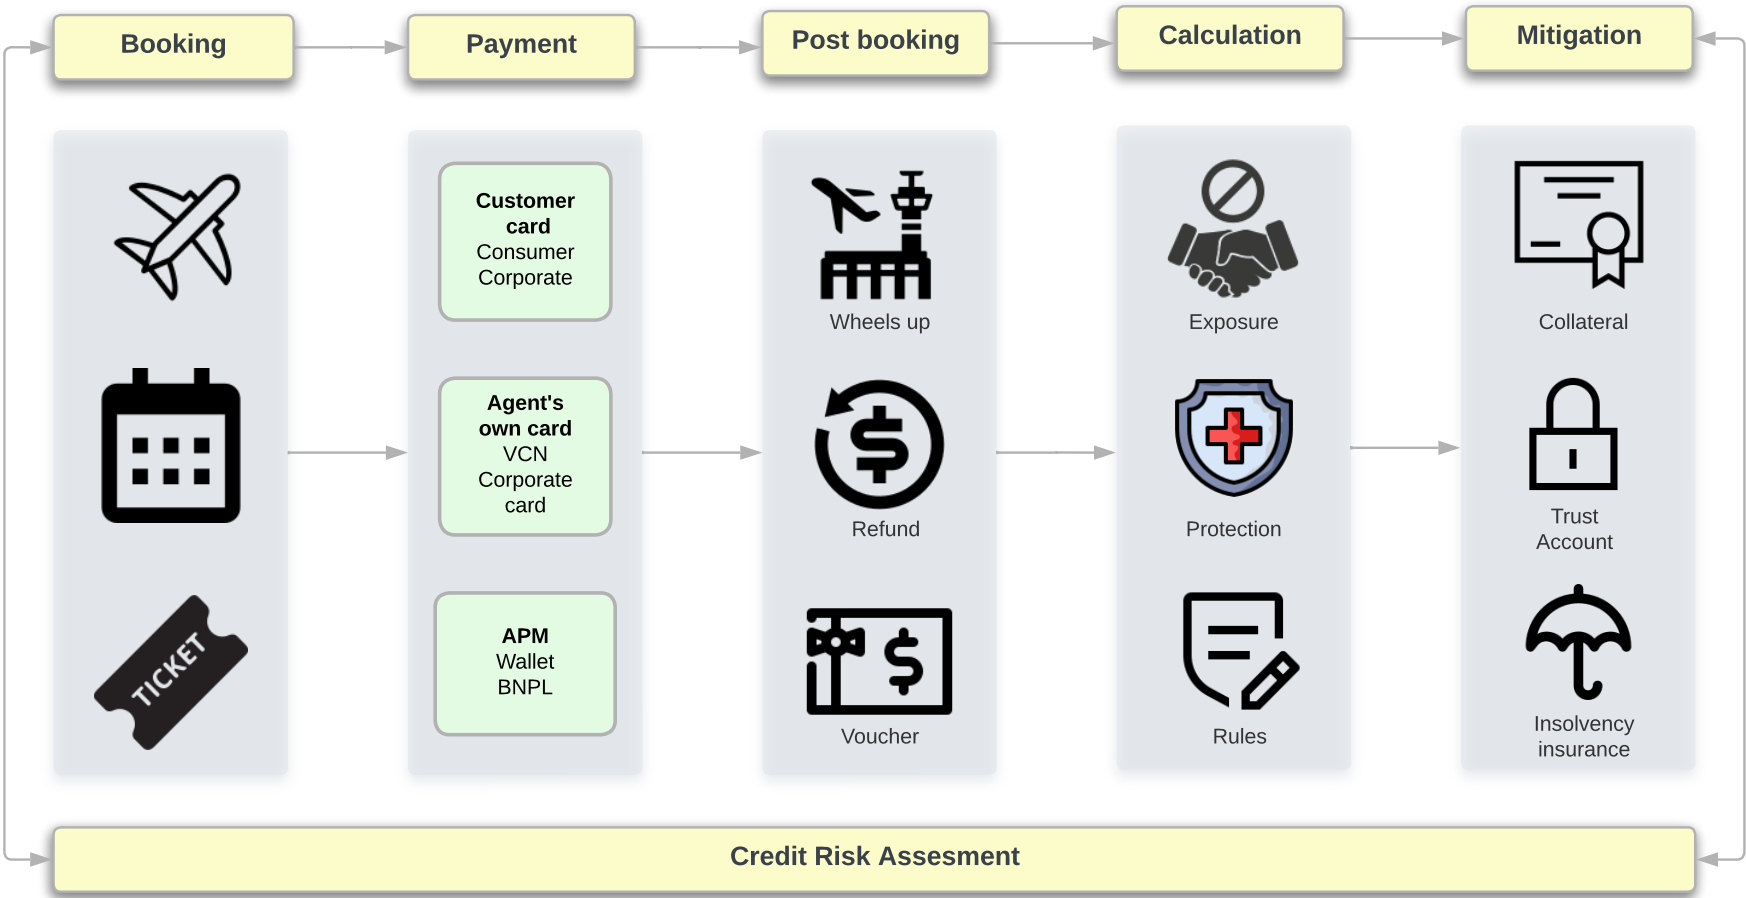 Booking
Payment
Post booking
Calculation
Mitigation
TICKET
Customer
card
Consumer
Corporate
Agent's
own card
VCN
Corporate
card
APM
Wallet
BNPL
Wheels up
Refund
Voucher
Exposure
Protection
Rules
Collateral
Trust
Account
Insolvency
insurance
Credit Risk Assesment